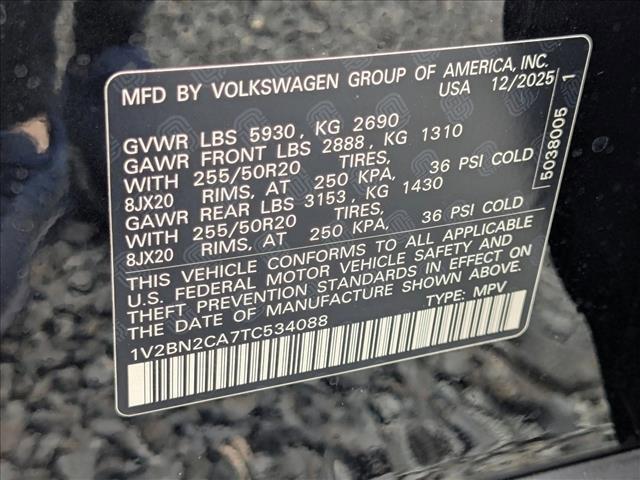 MFD BY VOLKSWAGEN GROUP OF AMERICA, INC.
USA 12/2025
GVWR LBS 5930, KG 2690
GAWR FRONT LBS 2888, KG 1310
WITH 255/50R20 TIRES,
8JX20 RIMS, AT 250 KPA, 36 PSI COLD
GAWR REAR LBS 3153, KG 1430
WITH 255/50R20 TIRES,
8JX20 RIMS, AT 250 KPA, 36 PSI COLD
THIS VEHICLE CONFORMS TO ALL APPLICABLE
U.S. FEDERAL MOTOR VEHICLE SAFETY AND
THEFT PREVENTION STANDARDS IN EFFECT ON
THE DATE OF MANUFACTURE SHOWN ABOVE.
TYPE: MPV
1V2BN2CA7TC534088
5038005 1